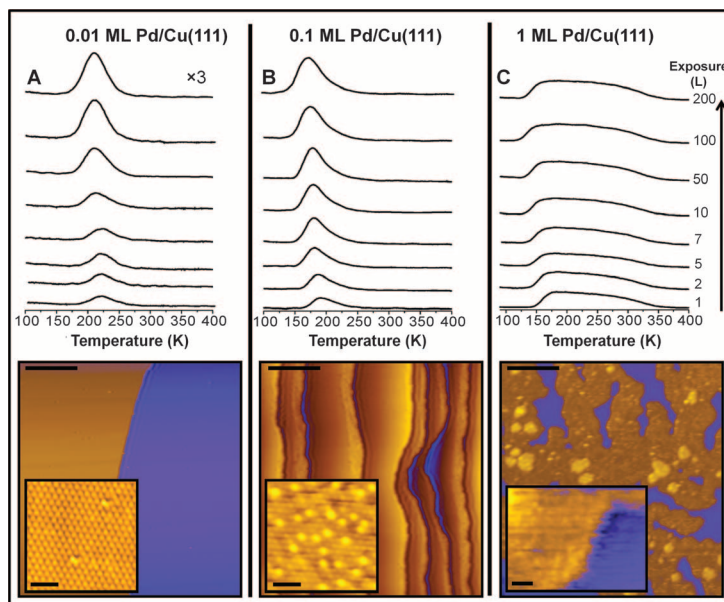 0.01 ML Pd/Cu(111)
0.1 ML Pd/Cu(111)
1 ML Pd/Cu(111)
A
×3
B
C
Exposure
(L)
200
100
50
10
7
5
2
1
100 150 200 250 300 350 400
100 150 200 250 300 350 400
100 150 200 250 300 350 400
Temperature (K)
Temperature (K)
Temperature (K)